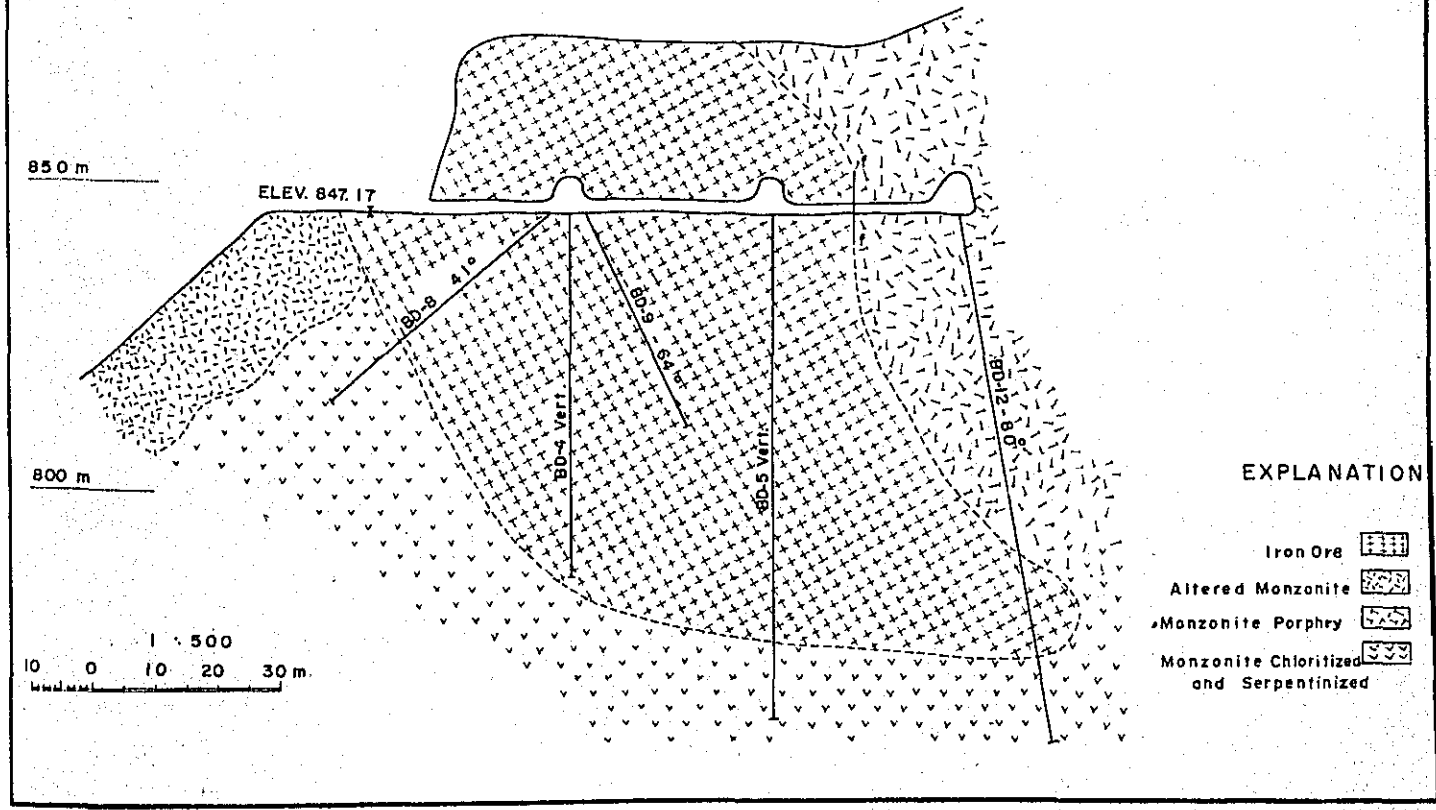 850 m
ELEV. 847.17
BD-8 41°
BD-9 - 64°
BD-4 Vert
BD-5 Vert.
BD-12 - 80°
800 m
EXPLANATION
Iron Ore
Altered Monzonite
Monzonite Porphry
Monzonite Chloritized
and Serpentinized
1 : 500
10 0 10 20 30 m.